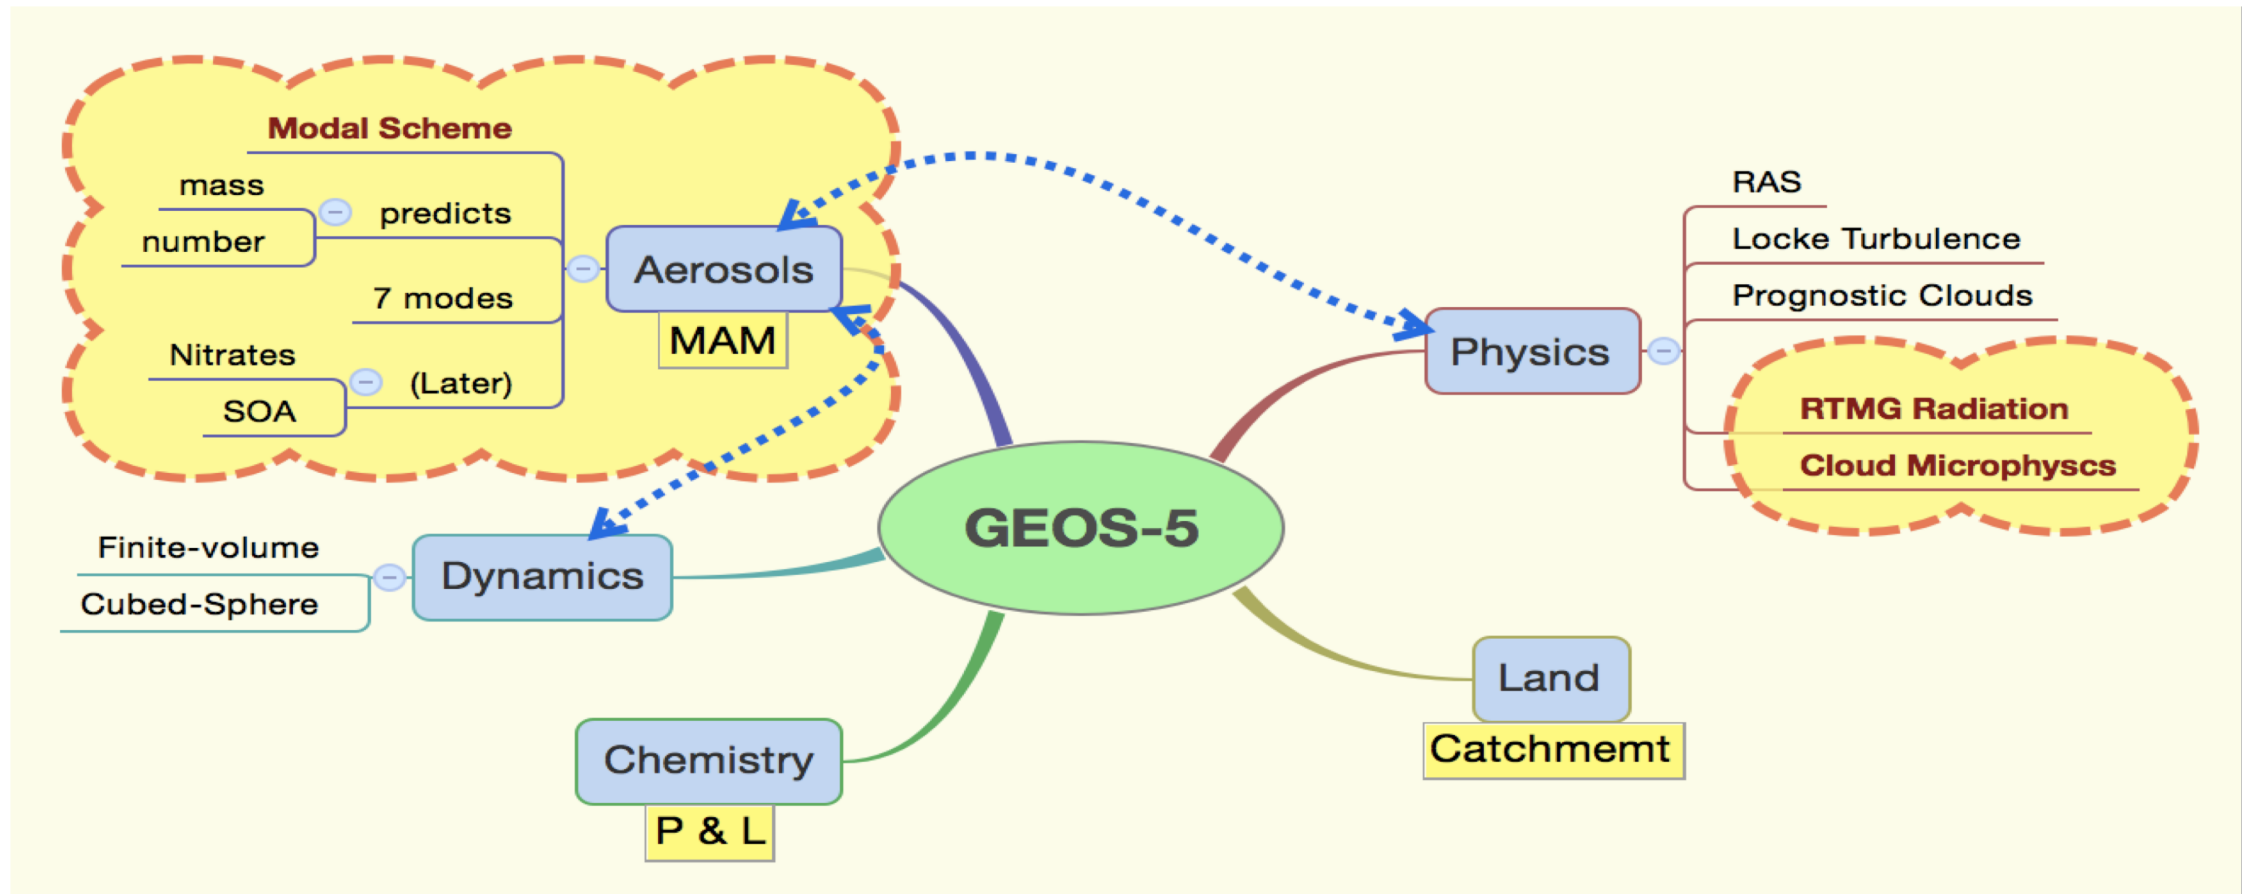 Modal Scheme
mass
predicts
number
7 modes
Nitrates
(Later)
SOA
Aerosols
MAM
Finite-volume
Cubed-Sphere
Dynamics
Chemistry
P & L
GEOS-5
Physics
RAS
Locke Turbulence
Prognostic Clouds
RTMG Radiation
Cloud Microphyscs
Land
Catchmemt